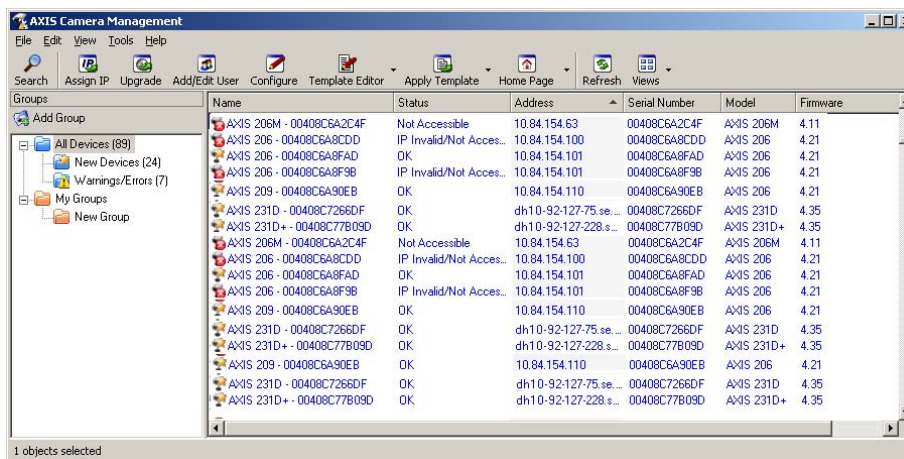 AXIS Camera Management
File Edit View Tools Help
Search Assign IP Upgrade Add/Edit User Configure Template Editor Apply Template Home Page Refresh Views
Groups
Add Group
All Devices (89)
New Devices (24)
Warnings/Errors (7)
My Groups
New Group
Name Status Address Serial Number Model Firmware
AXIS 206M - 00408C6A2C4F Not Accessible 10.84.154.63 00408C6A2C4F AXIS 206M 4.11
AXIS 206 - 00408C6A8CDD IP Invalid/Not Acces... 10.84.154.100 00408C6A8CDD AXIS 206 4.21
AXIS 206 - 00408C6A8FAD OK 10.84.154.101 00408C6A8FAD AXIS 206 4.21
AXIS 206 - 00408C6A8F9B IP Invalid/Not Acces... 10.84.154.101 00408C6A8F9B AXIS 206 4.21
AXIS 209 - 00408C6A90EB OK 10.84.154.110 00408C6A90EB AXIS 206 4.21
AXIS 231D - 00408C7266DF OK dh10-92-127-75.se... 00408C7266DF AXIS 231D 4.35
AXIS 231D+ - 00408C77B09D OK dh10-92-127-228.s... 00408C77B09D AXIS 231D+ 4.35
AXIS 206M - 00408C6A2C4F Not Accessible 10.84.154.63 00408C6A2C4F AXIS 206M 4.11
AXIS 206 - 00408C6A8CDD IP Invalid/Not Acces... 10.84.154.100 00408C6A8CDD AXIS 206 4.21
AXIS 206 - 00408C6A8FAD OK 10.84.154.101 00408C6A8FAD AXIS 206 4.21
AXIS 206 - 00408C6A8F9B IP Invalid/Not Acces... 10.84.154.101 00408C6A8F9B AXIS 206 4.21
AXIS 209 - 00408C6A90EB OK 10.84.154.110 00408C6A90EB AXIS 206 4.21
AXIS 231D - 00408C7266DF OK dh10-92-127-75.se... 00408C7266DF AXIS 231D 4.35
AXIS 231D+ - 00408C77B09D OK dh10-92-127-228.s... 00408C77B09D AXIS 231D+ 4.35
AXIS 209 - 00408C6A90EB OK 10.84.154.110 00408C6A90EB AXIS 206 4.21
AXIS 231D - 00408C7266DF OK dh10-92-127-75.se... 00408C7266DF AXIS 231D 4.35
AXIS 231D+ - 00408C77B09D OK dh10-92-127-228.s... 00408C77B09D AXIS 231D+ 4.35
1 objects selected